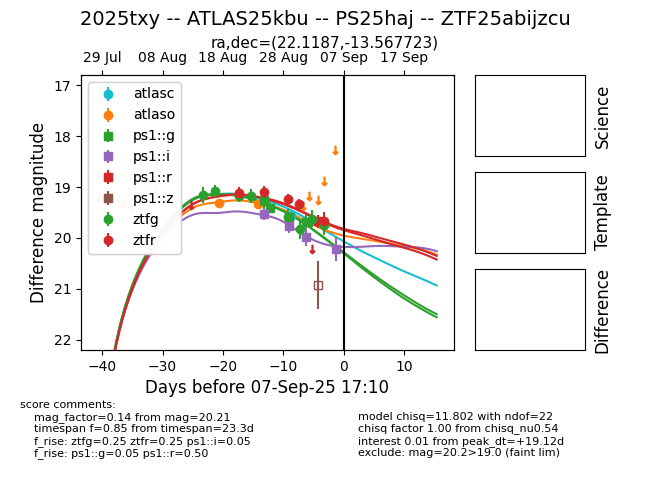 2025txy -- ATLAS25kbu -- PS25haj -- ZTF25abijzcu
ra,dec=(22.1187,-13.567723)
29 Jul 08 Aug 18 Aug 28 Aug 07 Sep 17 Sep
17
18
19
20
21
22
Difference magnitude
atlasc
atlaso
ps1::g
ps1::i
ps1::r
ps1::z
ztfg
ztfr
−40 −30 −20 −10 0 10
Days before 07-Sep-25 17:10
Science
Template
Difference
score comments:
mag_factor=0.14 from mag=20.21
timespan f=0.85 from timespan=23.3d
f_rise: ztfg=0.25 ztfr=0.25 ps1::i=0.05
f_rise: ps1::g=0.05 ps1::r=0.50
model chisq=11.802 with ndof=22
chisq factor 1.00 from chisq_nu0.54
interest 0.01 from peak_dt=+19.12d
exclude: mag=20.2>19.0 (faint lim)